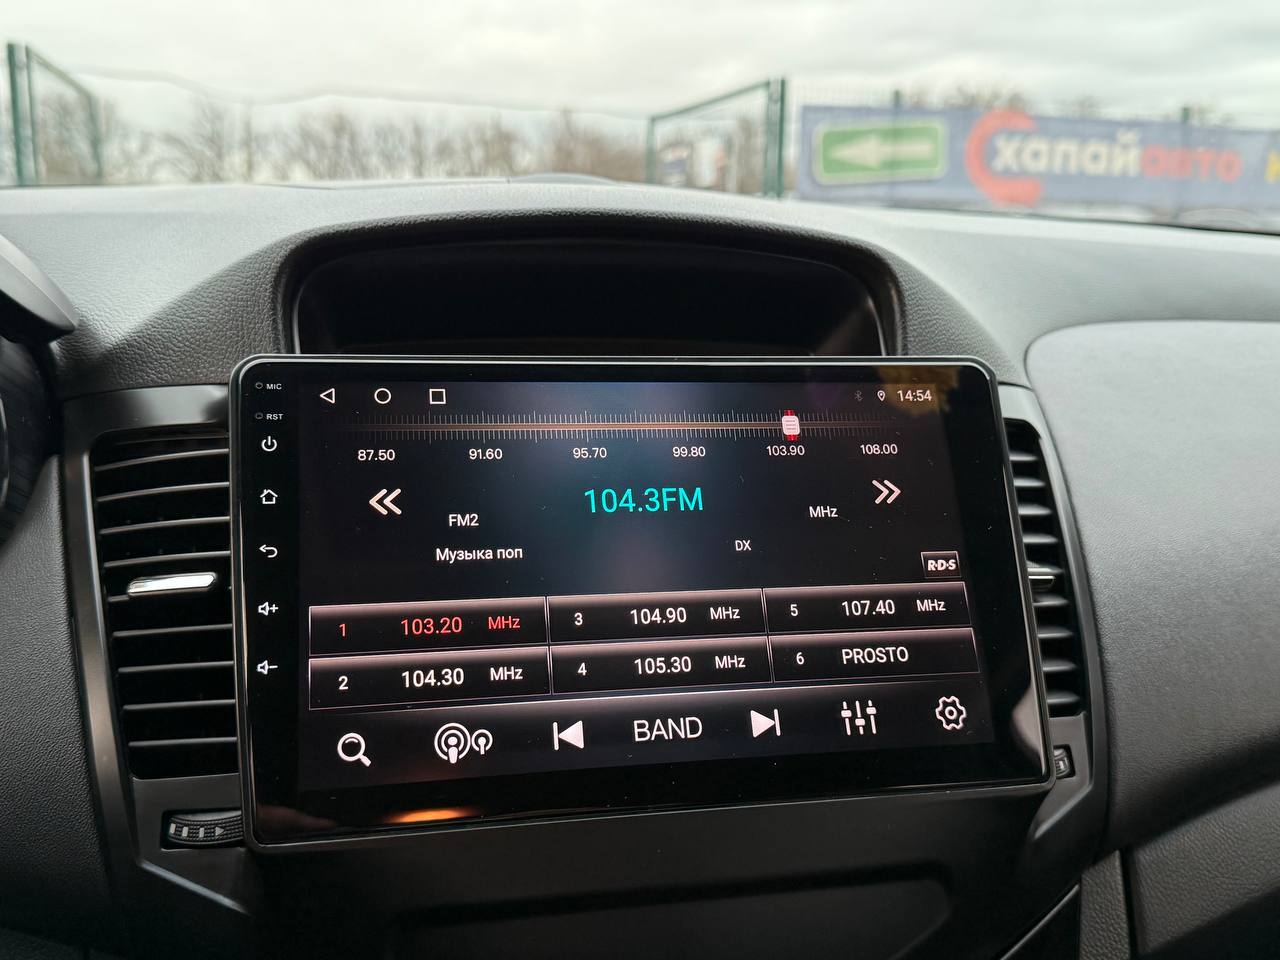 хапайавто
MIC
RST
14:54
87.50 91.60 95.70 99.80 103.90 108.00
104.3FM
FM2 MHz
Музыка поп DX
R·D·S
1 103.20 MHz 3 104.90 MHz 5 107.40 MHz
2 104.30 MHz 4 105.30 MHz 6 PROSTO
BAND